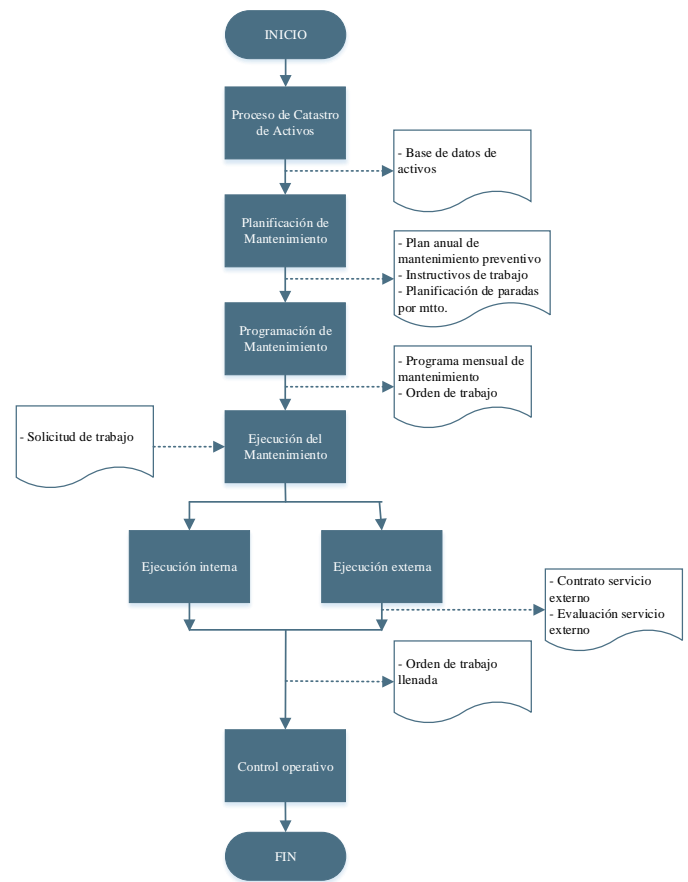 INICIO
Proceso de Catastro
de Activos
- Base de datos de
activos
Planificación de
Mantenimiento
- Plan anual de
mantenimiento preventivo
- Instructivos de trabajo
- Planificación de paradas
por mtto.
Programación de
Mantenimiento
- Programa mensual de
mantenimiento
- Orden de trabajo
- Solicitud de trabajo
Ejecución del
Mantenimiento
Ejecución interna
Ejecución externa
- Contrato servicio
externo
- Evaluación servicio
externo
- Orden de trabajo
llenada
Control operativo
FIN